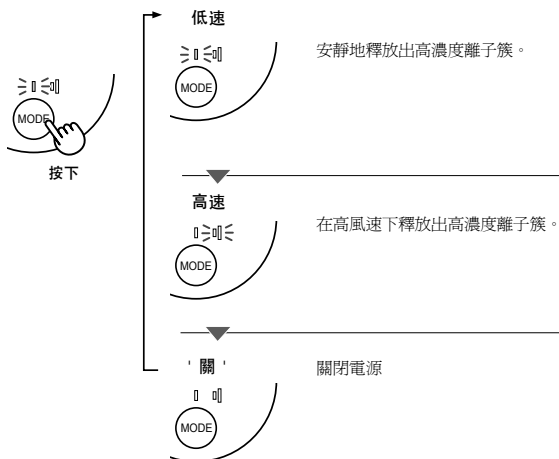 低速
安靜地釋放出高濃度離子簇。
MODE
MODE
按下
高速
在高風速下釋放出高濃度離子簇。
MODE
'關'
關閉電源
MODE